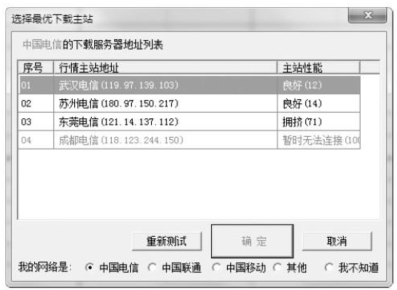 选择最优下载主站
中国电信的下载服务器地址列表
序号 行情主站地址 主站性能
01 武汉电信(119.97.139.103) 良好(12)
02 苏州电信(180.97.150.217) 良好(14)
03 东莞电信(121.14.137.112) 拥挤(71)
04 成都电信(118.123.244.150) 暂时无法连接(100
重新测试 确定 取消
我的网络是: 中国电信 中国联通 中国移动 其他 我不知道